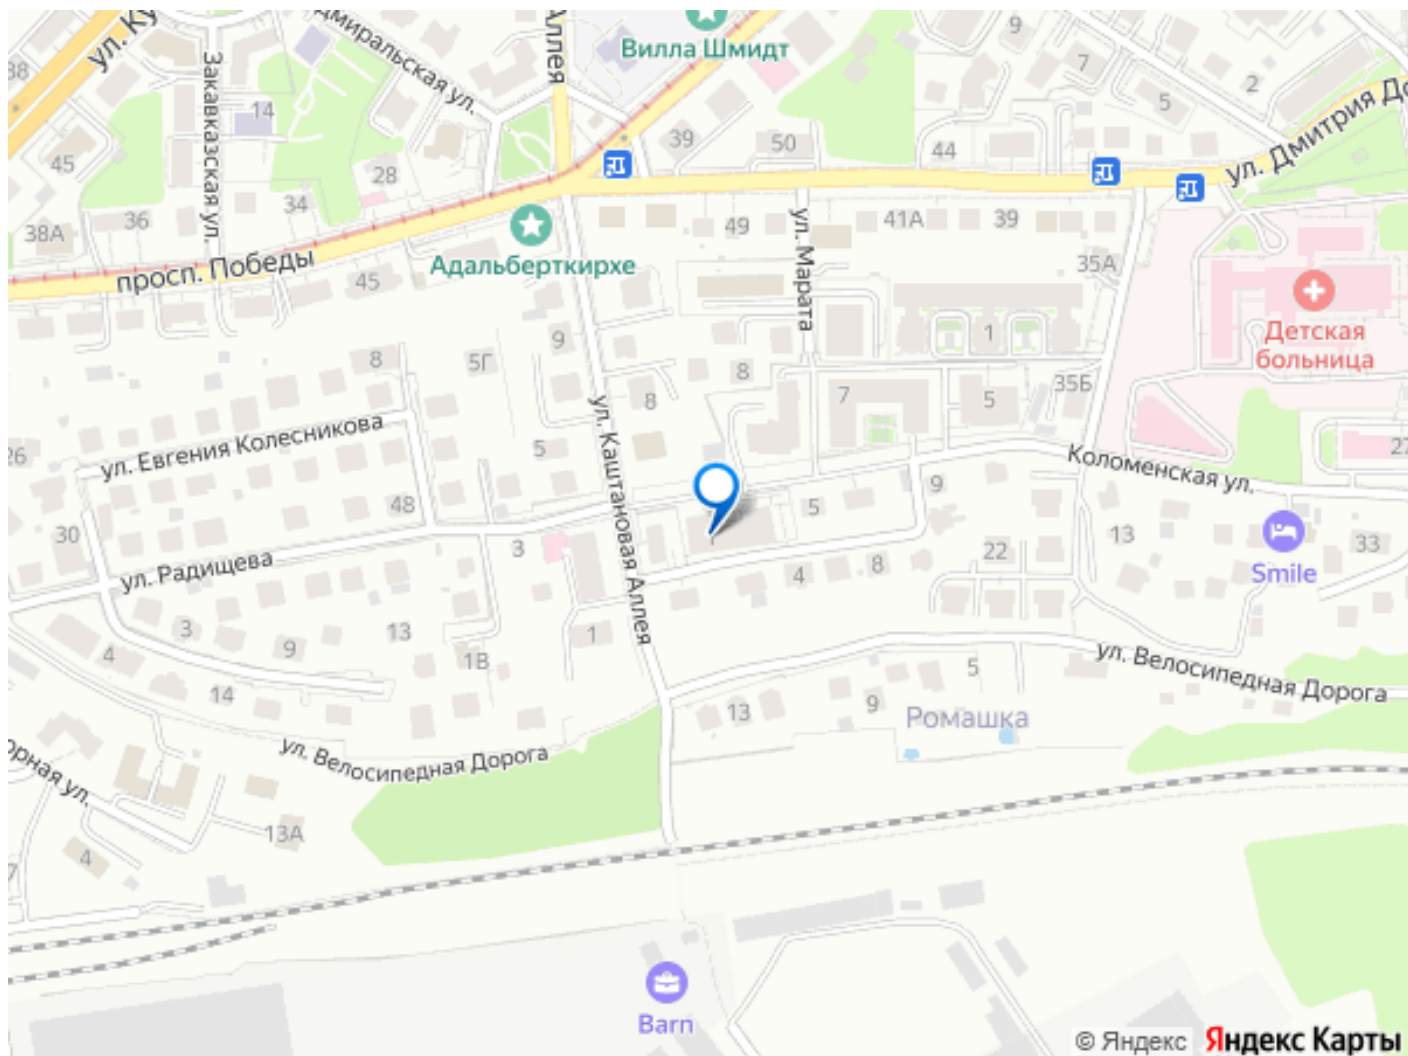 ул. Ку
Адмиральская ул.
Аллея
Вилла Шмидт
9
7
5
2
38
Закавказская ул.
14
45
28
34
36
38А
39
50
44
ул. Дмитрия До
просп. Победы
45
Адальберткирхе
49
ул. Марата
41А
39
35А
Детская
больница
8
5Г
9
8
8
1
7
5
35Б
26
ул. Евгения Колесникова
48
5
ул. Каштановая Аллея
Коломенская ул.
27
30
ул. Радищева
3
5
9
13
Smile
33
22
4
8
3
4
9
13
14
1В
1
ул. Велосипедная Дорога
13
9
5
Ромашка
ул. Велосипедная Дорога
орная ул.
13А
4
7
Barn
© Яндекс Яндекс Карты